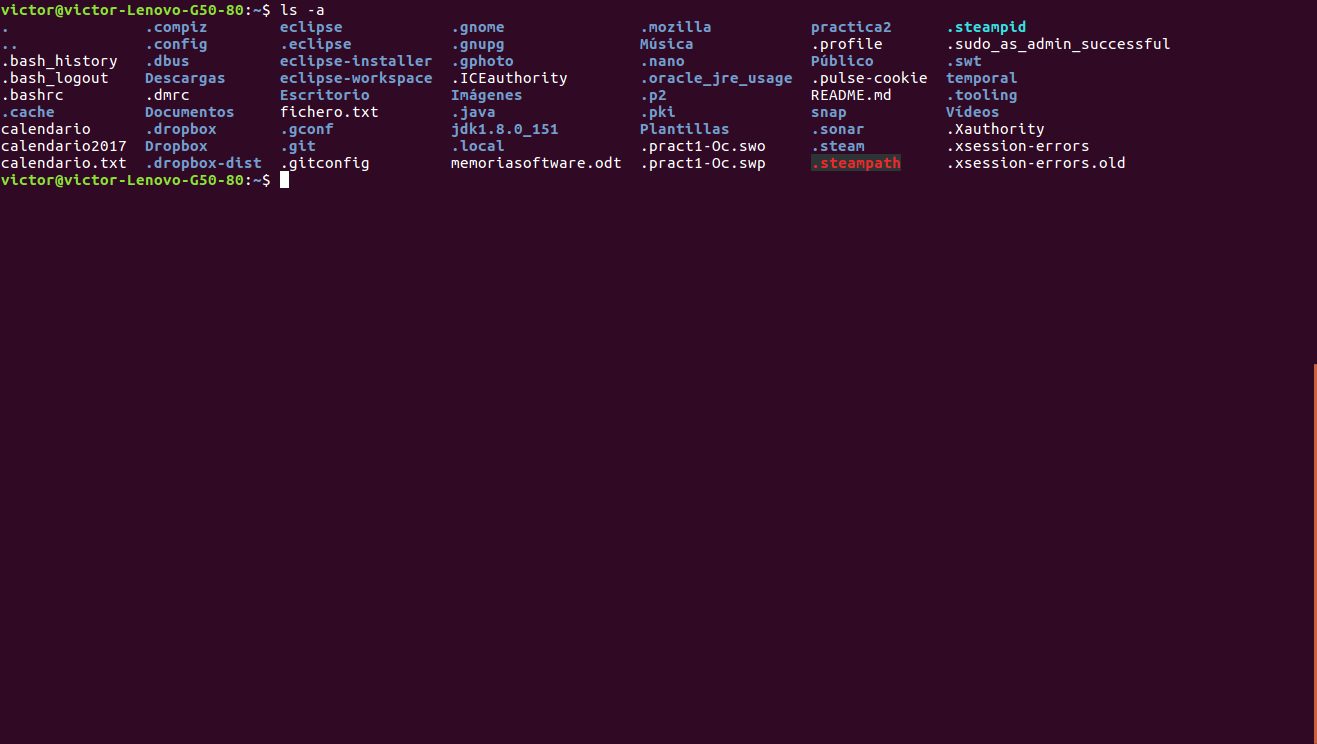 victor@victor-Lenovo-G50-80:~$ ls -a
. .compiz eclipse .gnome .mozilla practica2 .steampid
.. .config .eclipse .gnupg Música .profile .sudo_as_admin_successful
.bash_history .dbus eclipse-installer .gphoto .nano Público .swt
.bash_logout Descargas eclipse-workspace .ICEauthority .oracle_jre_usage .pulse-cookie temporal
.bashrc .dmrc Escritorio Imágenes .p2 README.md .tooling
.cache Documentos fichero.txt .java .pki snap Vídeos
calendario .dropbox .gconf jdk1.8.0_151 Plantillas .sonar .Xauthority
calendario2017 Dropbox .git .local .pract1-Oc.swo .steam .xsession-errors
calendario.txt .dropbox-dist .gitconfig memoriasoftware.odt .pract1-Oc.swp .steampath .xsession-errors.old
victor@victor-Lenovo-G50-80:~$